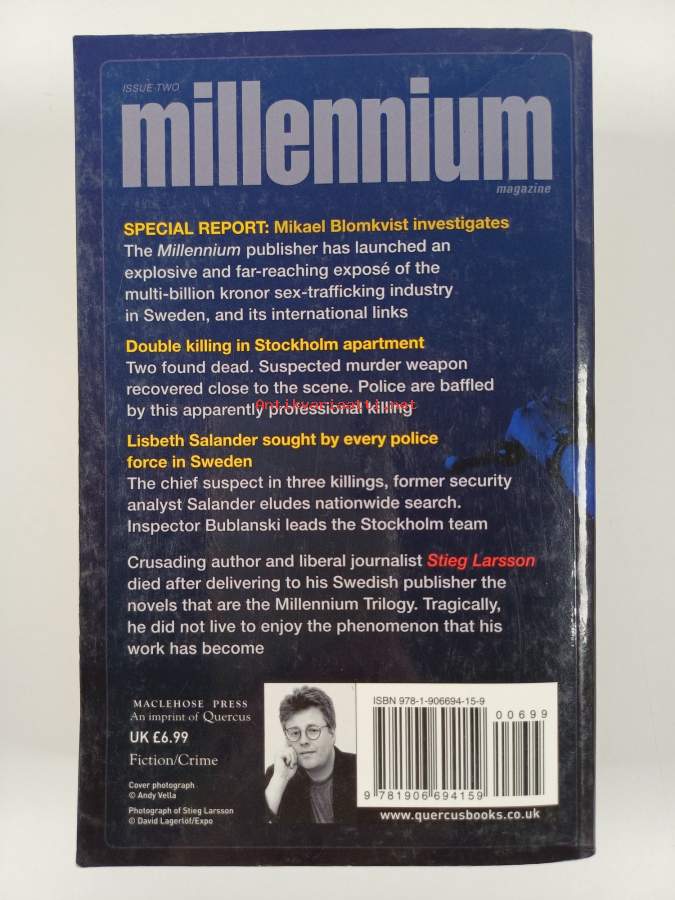 ISSUE TWO
millennium
magazine
SPECIAL REPORT: Mikael Blomkvist investigates
The Millennium publisher has launched an
explosive and far-reaching exposé of the
multi-billion kronor sex-trafficking industry
in Sweden, and its international links
Double killing in Stockholm apartment
Two found dead. Suspected murder weapon
recovered close to the scene. Police are baffled
by this apparently professional killing
Antikvariaatti.net
Lisbeth Salander sought by every police
force in Sweden
The chief suspect in three killings, former security
analyst Salander eludes nationwide search.
Inspector Bublanski leads the Stockholm team
Crusading author and liberal journalist Stieg Larsson
died after delivering to his Swedish publisher the
novels that are the Millennium Trilogy. Tragically,
he did not live to enjoy the phenomenon that his
work has become
MACLEHOSE PRESS
An imprint of Quercus
UK £6.99
Fiction/Crime
Cover photograph
© Andy Vella
Photograph of Stieg Larsson
© David Lagerlöf/Expo
ISBN 978-1-906694-15-9
00699
9 781906 694159
www.quercusbooks.co.uk